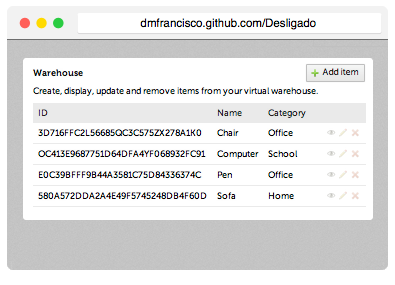 dmfrancisco.github.com/Desligado
Warehouse
Add item
Create, display, update and remove items from your virtual warehouse.
ID Name Category
3D716FFC2L56685QC3C575ZX278A1K0 Chair Office
OC413E9687751D64DFA4YF068932FC91 Computer School
E0C39BFFF9B44A3581C75D84336374C Pen Office
580A572DDA2A4E49F5745248DB4F60D Sofa Home